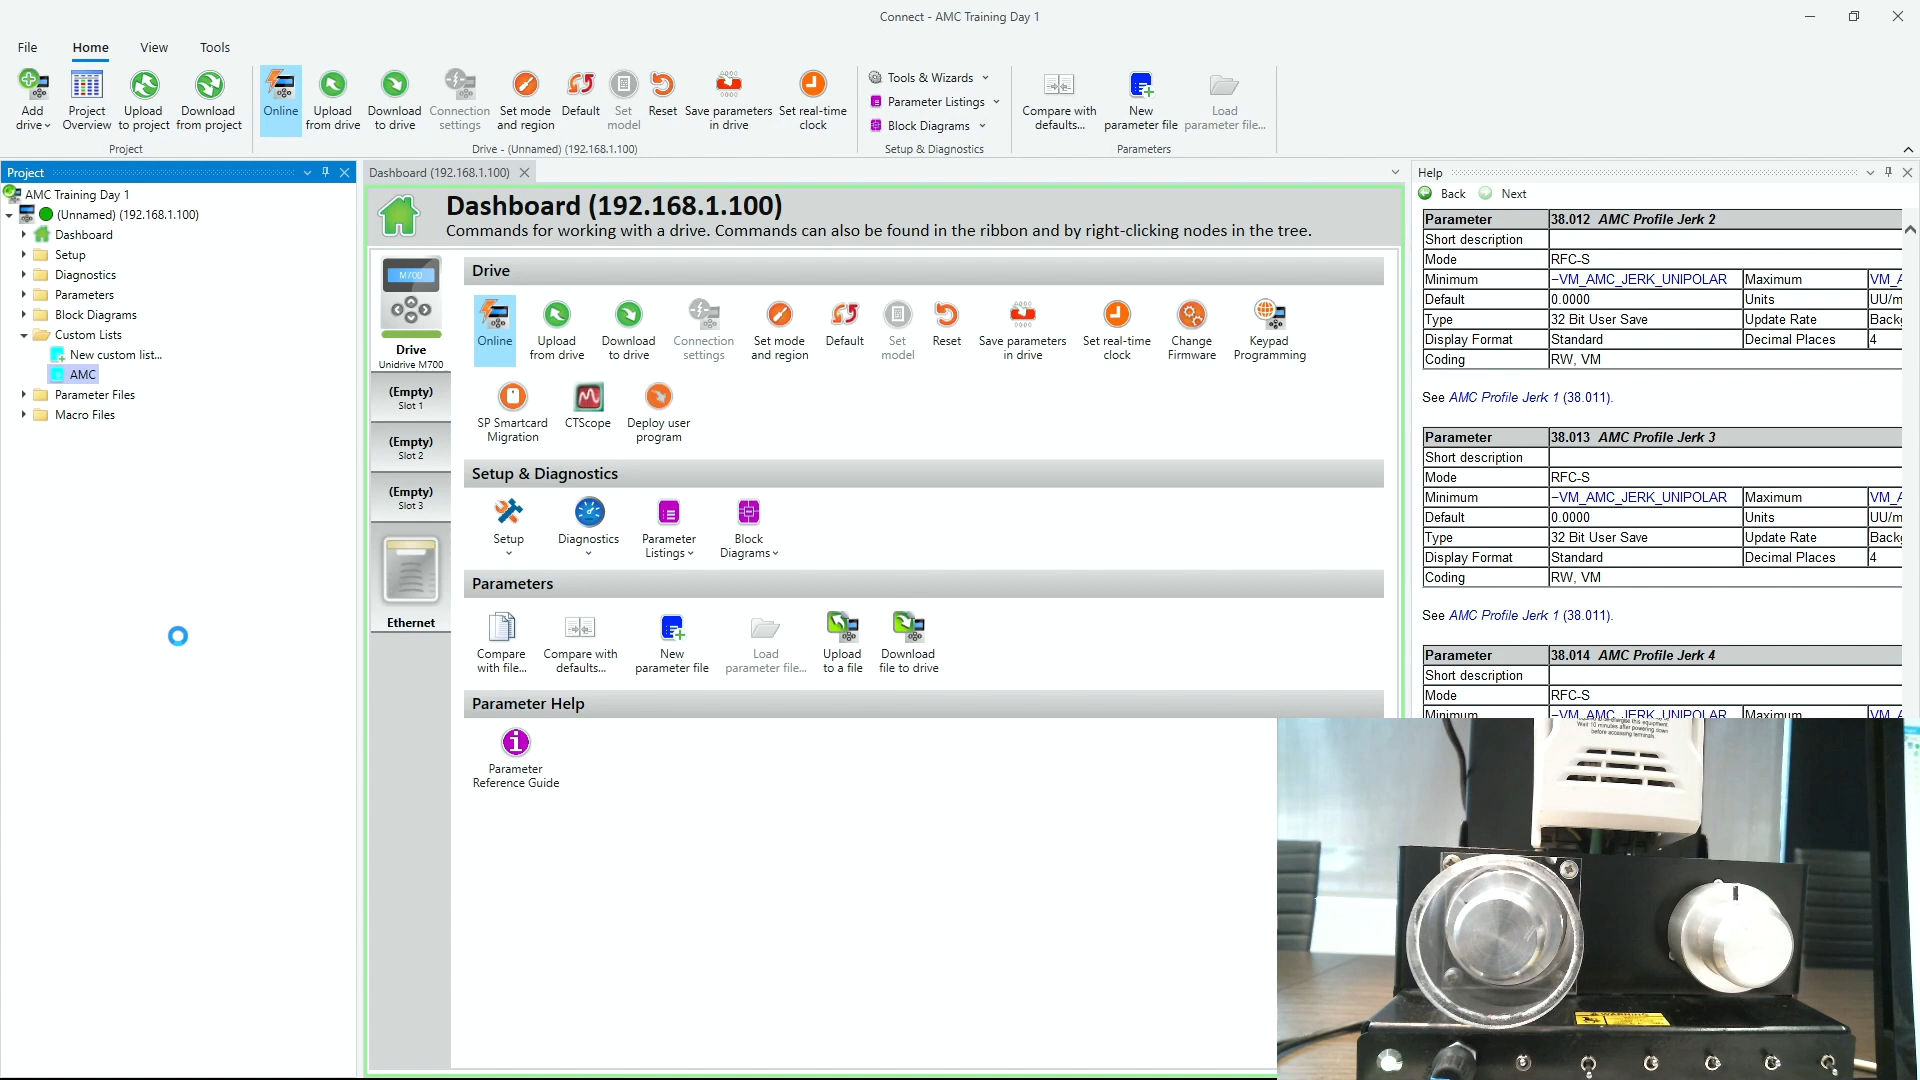 Connect - AMC Training Day 1
File Home View Tools
Add drive
Project Overview
Upload to project
Download from project
Online
Upload from drive
Download to drive
Connection settings
Set mode and region
Default
Set model
Reset
Save parameters in drive
Set real-time clock
Tools & Wizards
Parameter Listings
Block Diagrams
Compare with defaults...
New parameter file
Load parameter file...
Project
Drive - (Unnamed) (192.168.1.100)
Setup & Diagnostics
Parameters
Project
AMC Training Day 1
(Unnamed) (192.168.1.100)
Dashboard
Setup
Diagnostics
Parameters
Block Diagrams
Custom Lists
New custom list...
AMC
Parameter Files
Macro Files
Dashboard (192.168.1.100)
Dashboard (192.168.1.100)
Commands for working with a drive. Commands can also be found in the ribbon and by right-clicking nodes in the tree.
M700
Drive
Unidrive M700
(Empty)
Slot 1
(Empty)
Slot 2
(Empty)
Slot 3
Ethernet
Drive
Online
Upload from drive
Download to drive
Connection settings
Set mode and region
Default
Set model
Reset
Save parameters in drive
Set real-time clock
Change Firmware
Keypad Programming
SP Smartcard Migration
CTScope
Deploy user program
Setup & Diagnostics
Setup
Diagnostics
Parameter Listings
Block Diagrams
Parameters
Compare with file...
Compare with defaults...
New parameter file
Load parameter file...
Upload to a file
Download file to drive
Parameter Help
Parameter Reference Guide
Help
Back Next
Parameter 38.012 AMC Profile Jerk 2
Short description
Mode RFC-S
Minimum −VM_AMC_JERK_UNIPOLAR Maximum
Default 0.0000 Units UU/m
Type 32 Bit User Save Update Rate
Display Format Standard Decimal Places 4
Coding RW, VM
See AMC Profile Jerk 1 (38.011).
Parameter 38.013 AMC Profile Jerk 3
Short description
Mode RFC-S
Minimum −VM_AMC_JERK_UNIPOLAR Maximum
Default 0.0000 Units UU/m
Type 32 Bit User Save Update Rate
Display Format Standard Decimal Places 4
Coding RW, VM
See AMC Profile Jerk 1 (38.011).
Parameter 38.014 AMC Profile Jerk 4
Short description
Mode RFC-S
Minimum −VM_AMC_JERK_UNIPOLAR Maximum
Wait 10 minutes after powering down
before accessing terminals.
WARNING